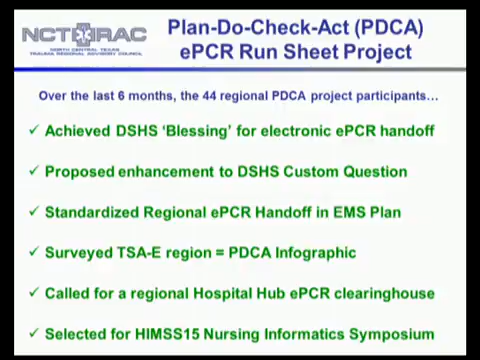 NCT RAC
NORTH CENTRAL TEXAS
TRAUMA REGIONAL ADVISORY COUNCIL
Plan-Do-Check-Act (PDCA)
ePCR Run Sheet Project
Over the last 6 months, the 44 regional PDCA project participants…
✓ Achieved DSHS ‘Blessing’ for electronic ePCR handoff
✓ Proposed enhancement to DSHS Custom Question
✓ Standardized Regional ePCR Handoff in EMS Plan
✓ Surveyed TSA-E region = PDCA Infographic
✓ Called for a regional Hospital Hub ePCR clearinghouse
✓ Selected for HIMSS15 Nursing Informatics Symposium